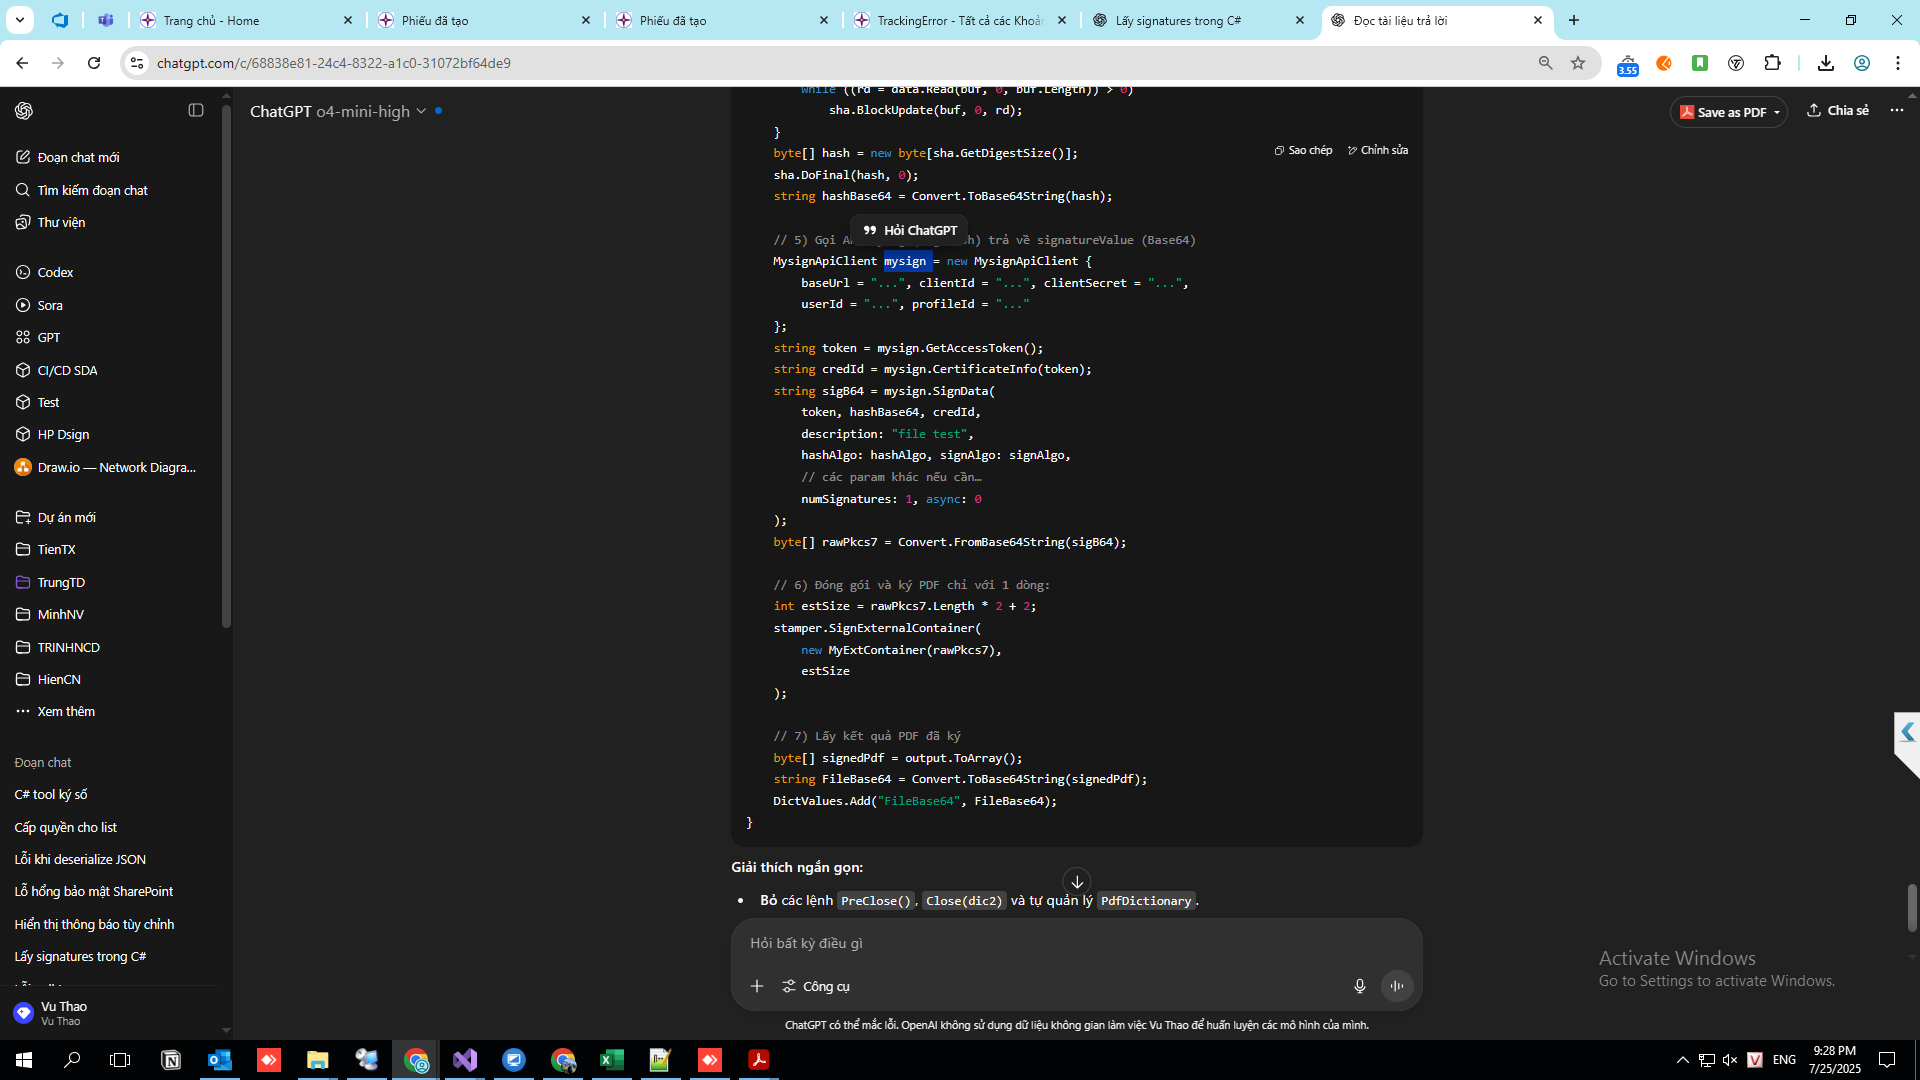 Trang chủ - Home
Phiếu đã tạo
Phiếu đã tạo
TrackingError - Tất cả các Khoản
Lấy signatures trong C#
Đọc tài liệu trả lời
chatgpt.com/c/68838e81-24c4-8322-a1c0-31072bf64de9
3.55
ChatGPT o4-mini-high
Save as PDF
Chia sẻ
Đoạn chat mới
Tìm kiếm đoạn chat
Thư viện
Codex
Sora
GPT
CI/CD SDA
Test
HP Dsign
Draw.io — Network Diagra...
Dự án mới
TienTX
TrungTD
MinhNV
TRINHNCD
HienCN
Xem thêm
Đoạn chat
C# tool ký số
Cấp quyền cho list
Lỗi khi deserialize JSON
Lỗ hổng bảo mật SharePoint
Hiển thị thông báo tùy chỉnh
Lấy signatures trong C#
Vu Thao
Vu Thao
while ((rd = data.Read(buf, 0, buf.Length)) > 0)
sha.BlockUpdate(buf, 0, rd);
}
Sao chép
Chỉnh sửa
byte[] hash = new byte[sha.GetDigestSize()];
sha.DoFinal(hash, 0);
string hashBase64 = Convert.ToBase64String(hash);
Hỏi ChatGPT
// 5) Gọi trả về signatureValue (Base64)
MysignApiClient mysign = new MysignApiClient {
baseUrl = "...", clientId = "...", clientSecret = "...",
userId = "...", profileId = "..."
};
string token = mysign.GetAccessToken();
string credId = mysign.CertificateInfo(token);
string sigB64 = mysign.SignData(
token, hashBase64, credId,
description: "file test",
hashAlgo: hashAlgo, signAlgo: signAlgo,
// các param khác nếu cần…
numSignatures: 1, async: 0
);
byte[] rawPkcs7 = Convert.FromBase64String(sigB64);
// 6) Đóng gói và ký PDF chỉ với 1 dòng:
int estSize = rawPkcs7.Length * 2 + 2;
stamper.SignExternalContainer(
new MyExtContainer(rawPkcs7),
estSize
);
// 7) Lấy kết quả PDF đã ký
byte[] signedPdf = output.ToArray();
string FileBase64 = Convert.ToBase64String(signedPdf);
DictValues.Add("FileBase64", FileBase64);
}
Giải thích ngắn gọn:
Bỏ các lệnh PreClose(), Close(dic2) và tự quản lý PdfDictionary.
Hỏi bất kỳ điều gì
Công cụ
ChatGPT có thể mắc lỗi. OpenAI không sử dụng dữ liệu không gian làm việc Vu Thao để huấn luyện các mô hình của mình.
Activate Windows
Go to Settings to activate Windows.
ENG
9:28 PM
7/25/2025